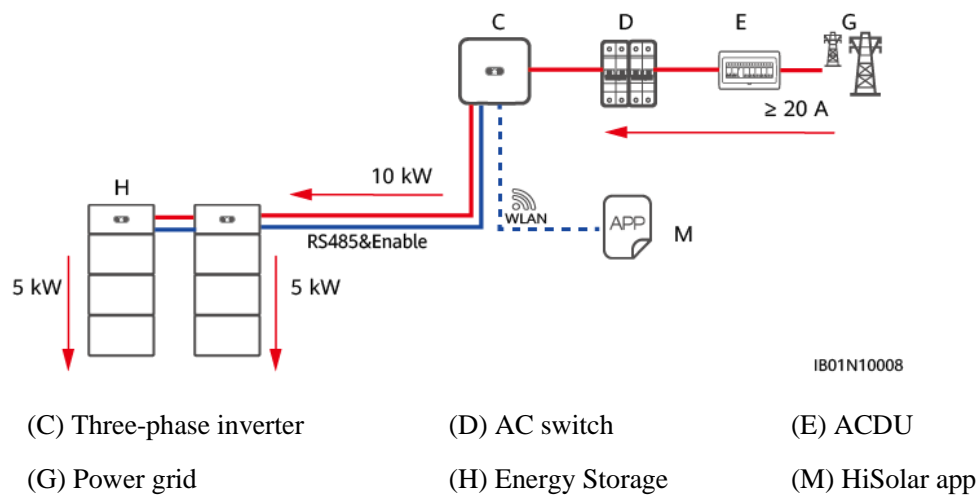 C D E G
≥ 20 A
10 kW
H
WLAN
APP
M
RS485&Enable
5 kW 5 kW
IB01N10008
(C) Three-phase inverter (D) AC switch (E) ACDU
(G) Power grid (H) Energy Storage (M) HiSolar app